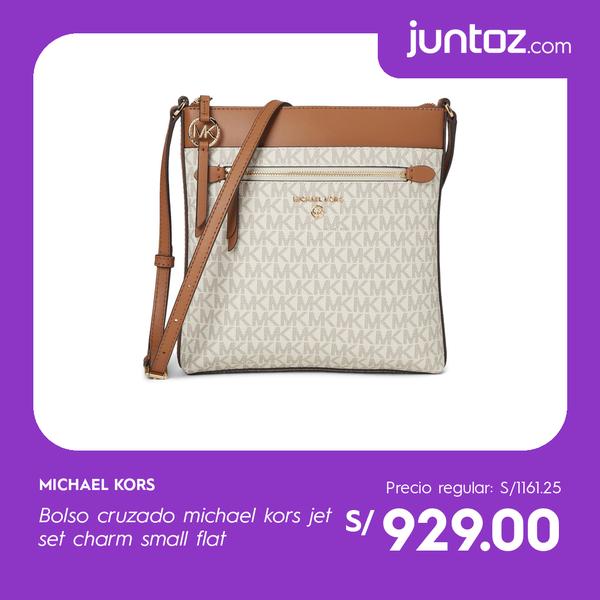 juntoz.com
MK
MICHAEL KORS
MICHAEL KORS
Precio regular: S/1161.25
Bolso cruzado michael kors jet
set charm small flat
S/ 929.00